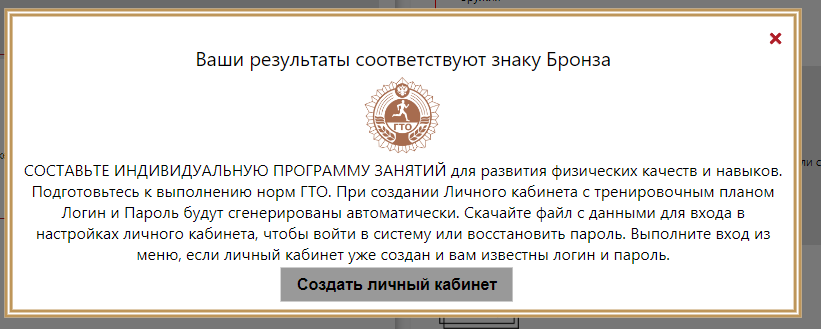 Ваши результаты соответствуют знаку Бронза
ГТО
СОСТАВЬТЕ ИНДИВИДУАЛЬНУЮ ПРОГРАММУ ЗАНЯТИЙ для развития физических качеств и навыков.
Подготовьтесь к выполнению норм ГТО. При создании Личного кабинета с тренировочным планом
Логин и Пароль будут сгенерированы автоматически. Скачайте файл с данными для входа в
настройках личного кабинета, чтобы войти в систему или восстановить пароль. Выполните вход из
меню, если личный кабинет уже создан и вам известны логин и пароль.
Создать личный кабинет